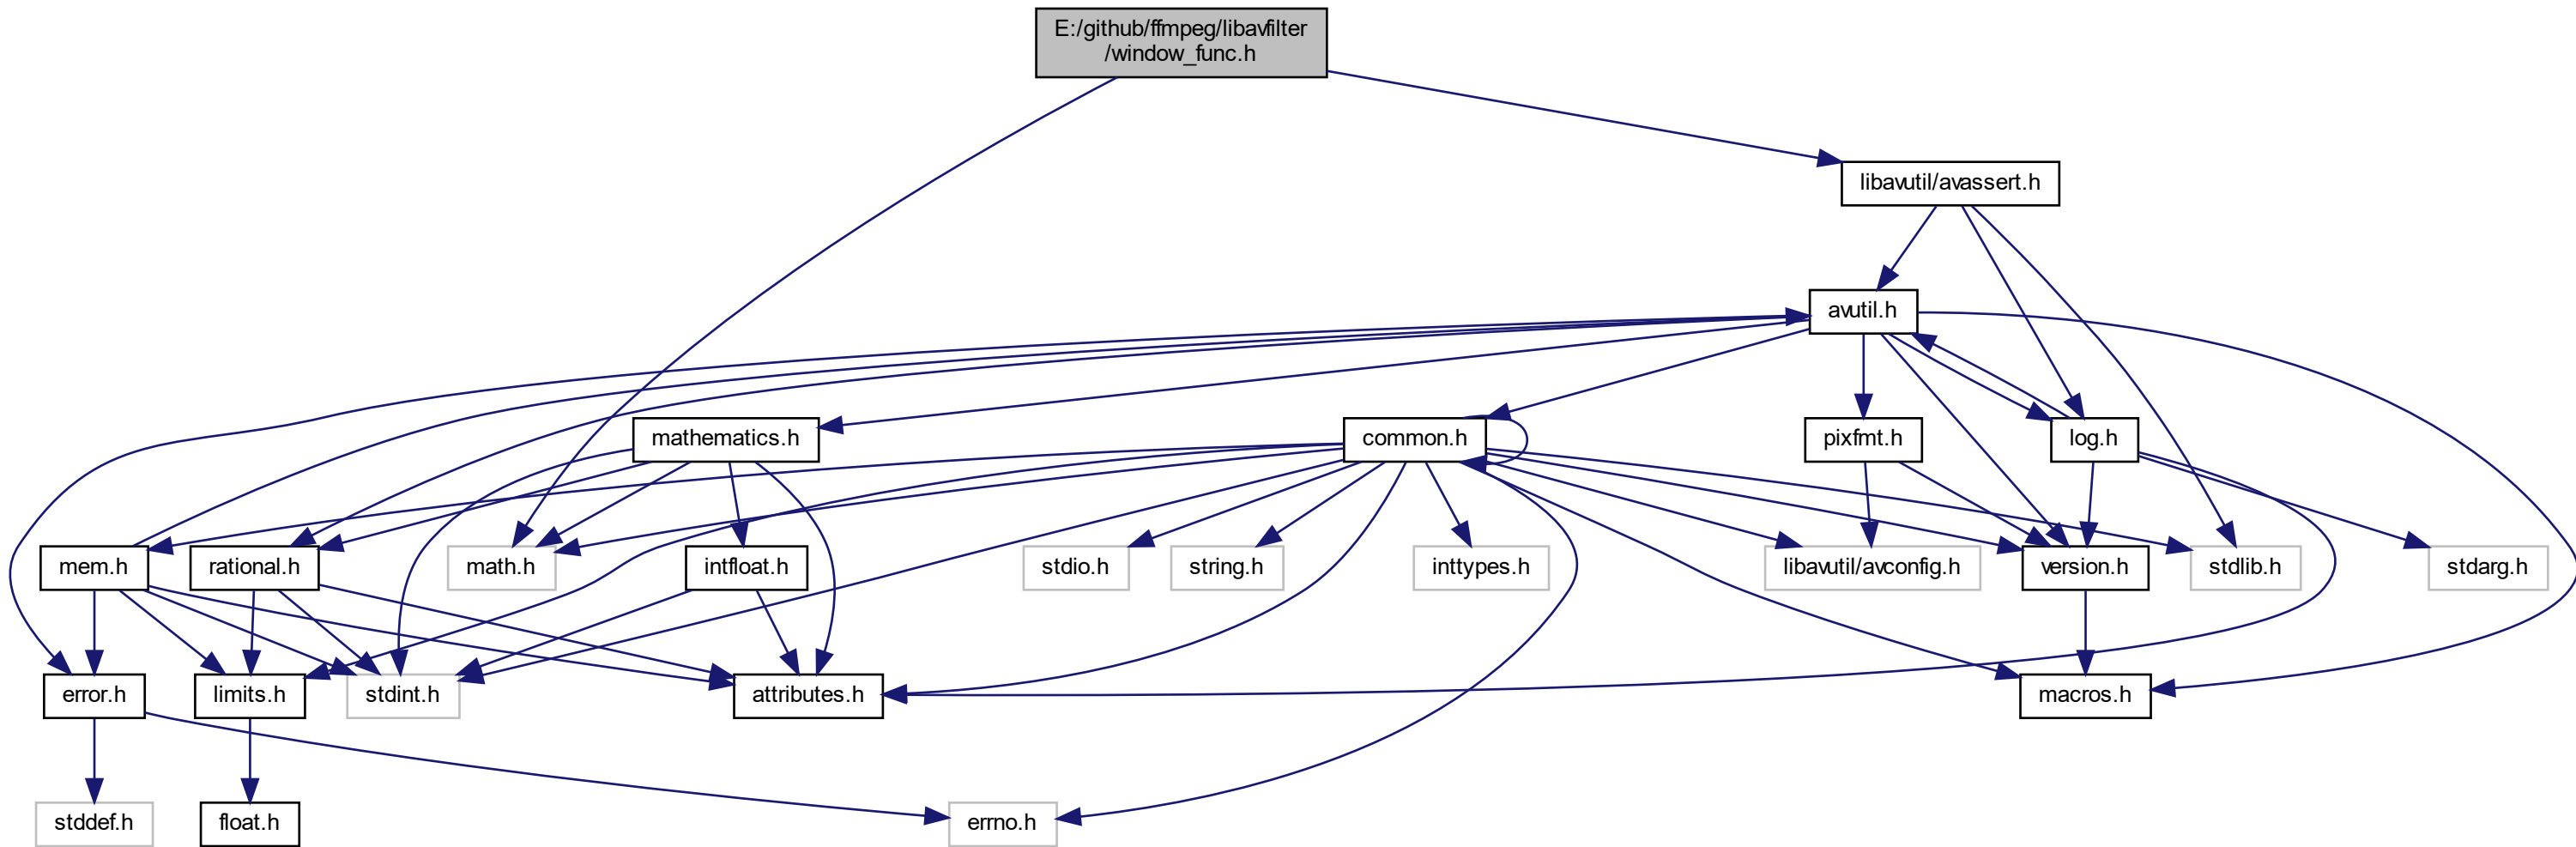 E:/github/ffmpeg/libavfilter
/window_func.h
libavutil/avassert.h
avutil.h
mathematics.h
common.h
pixfmt.h
log.h
mem.h
rational.h
math.h
intfloat.h
stdio.h
string.h
inttypes.h
libavutil/avconfig.h
version.h
stdlib.h
stdarg.h
error.h
limits.h
stdint.h
attributes.h
macros.h
stddef.h
float.h
errno.h